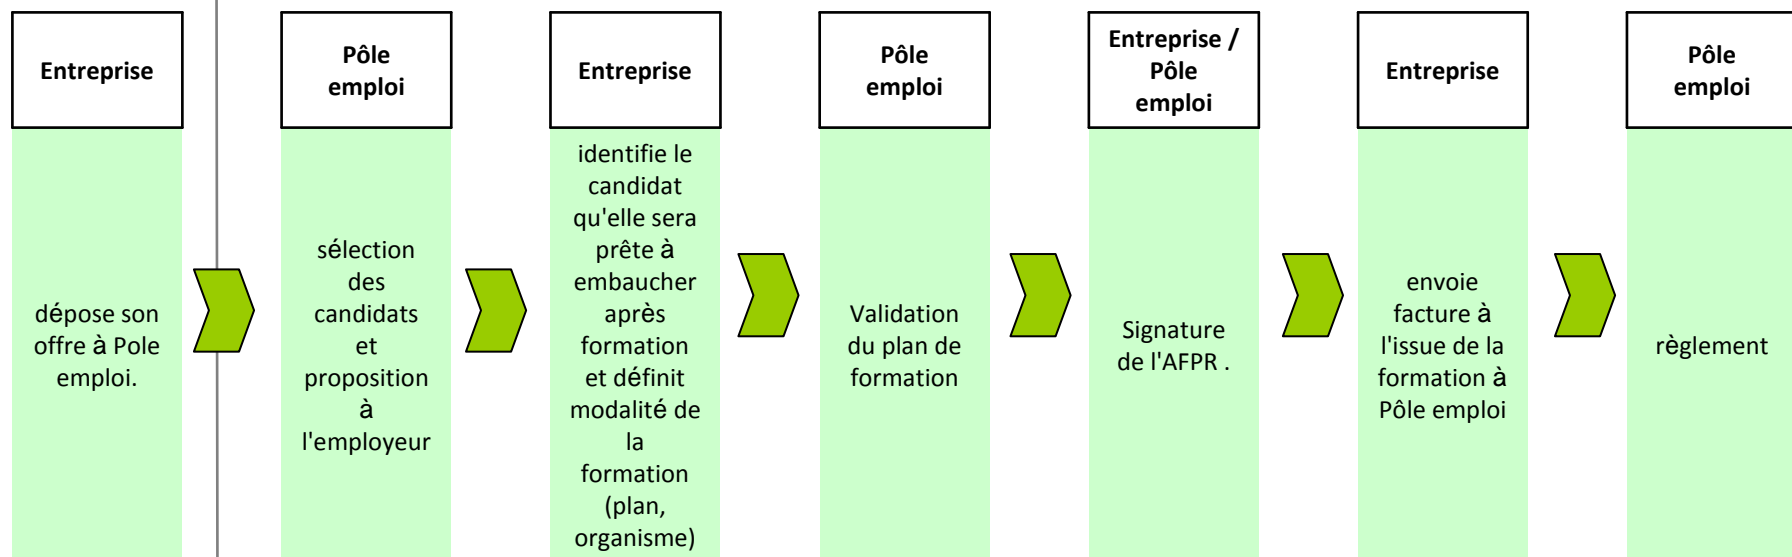 Entreprise
dépose son
offre à Pole
emploi.
Pôle
emploi
sélection
des
candidats
et
proposition
à
l'employeur
Entreprise
identifie le
candidat
qu'elle sera
prête à
embaucher
après
formation
et définit
modalité de
la
formation
(plan,
organisme)
Pôle
emploi
Validation
du plan de
formation
Entreprise /
Pôle
emploi
Signature
de l'AFPR .
Entreprise
envoie
facture à
l'issue de la
formation à
Pôle emploi
Pôle
emploi
règlement